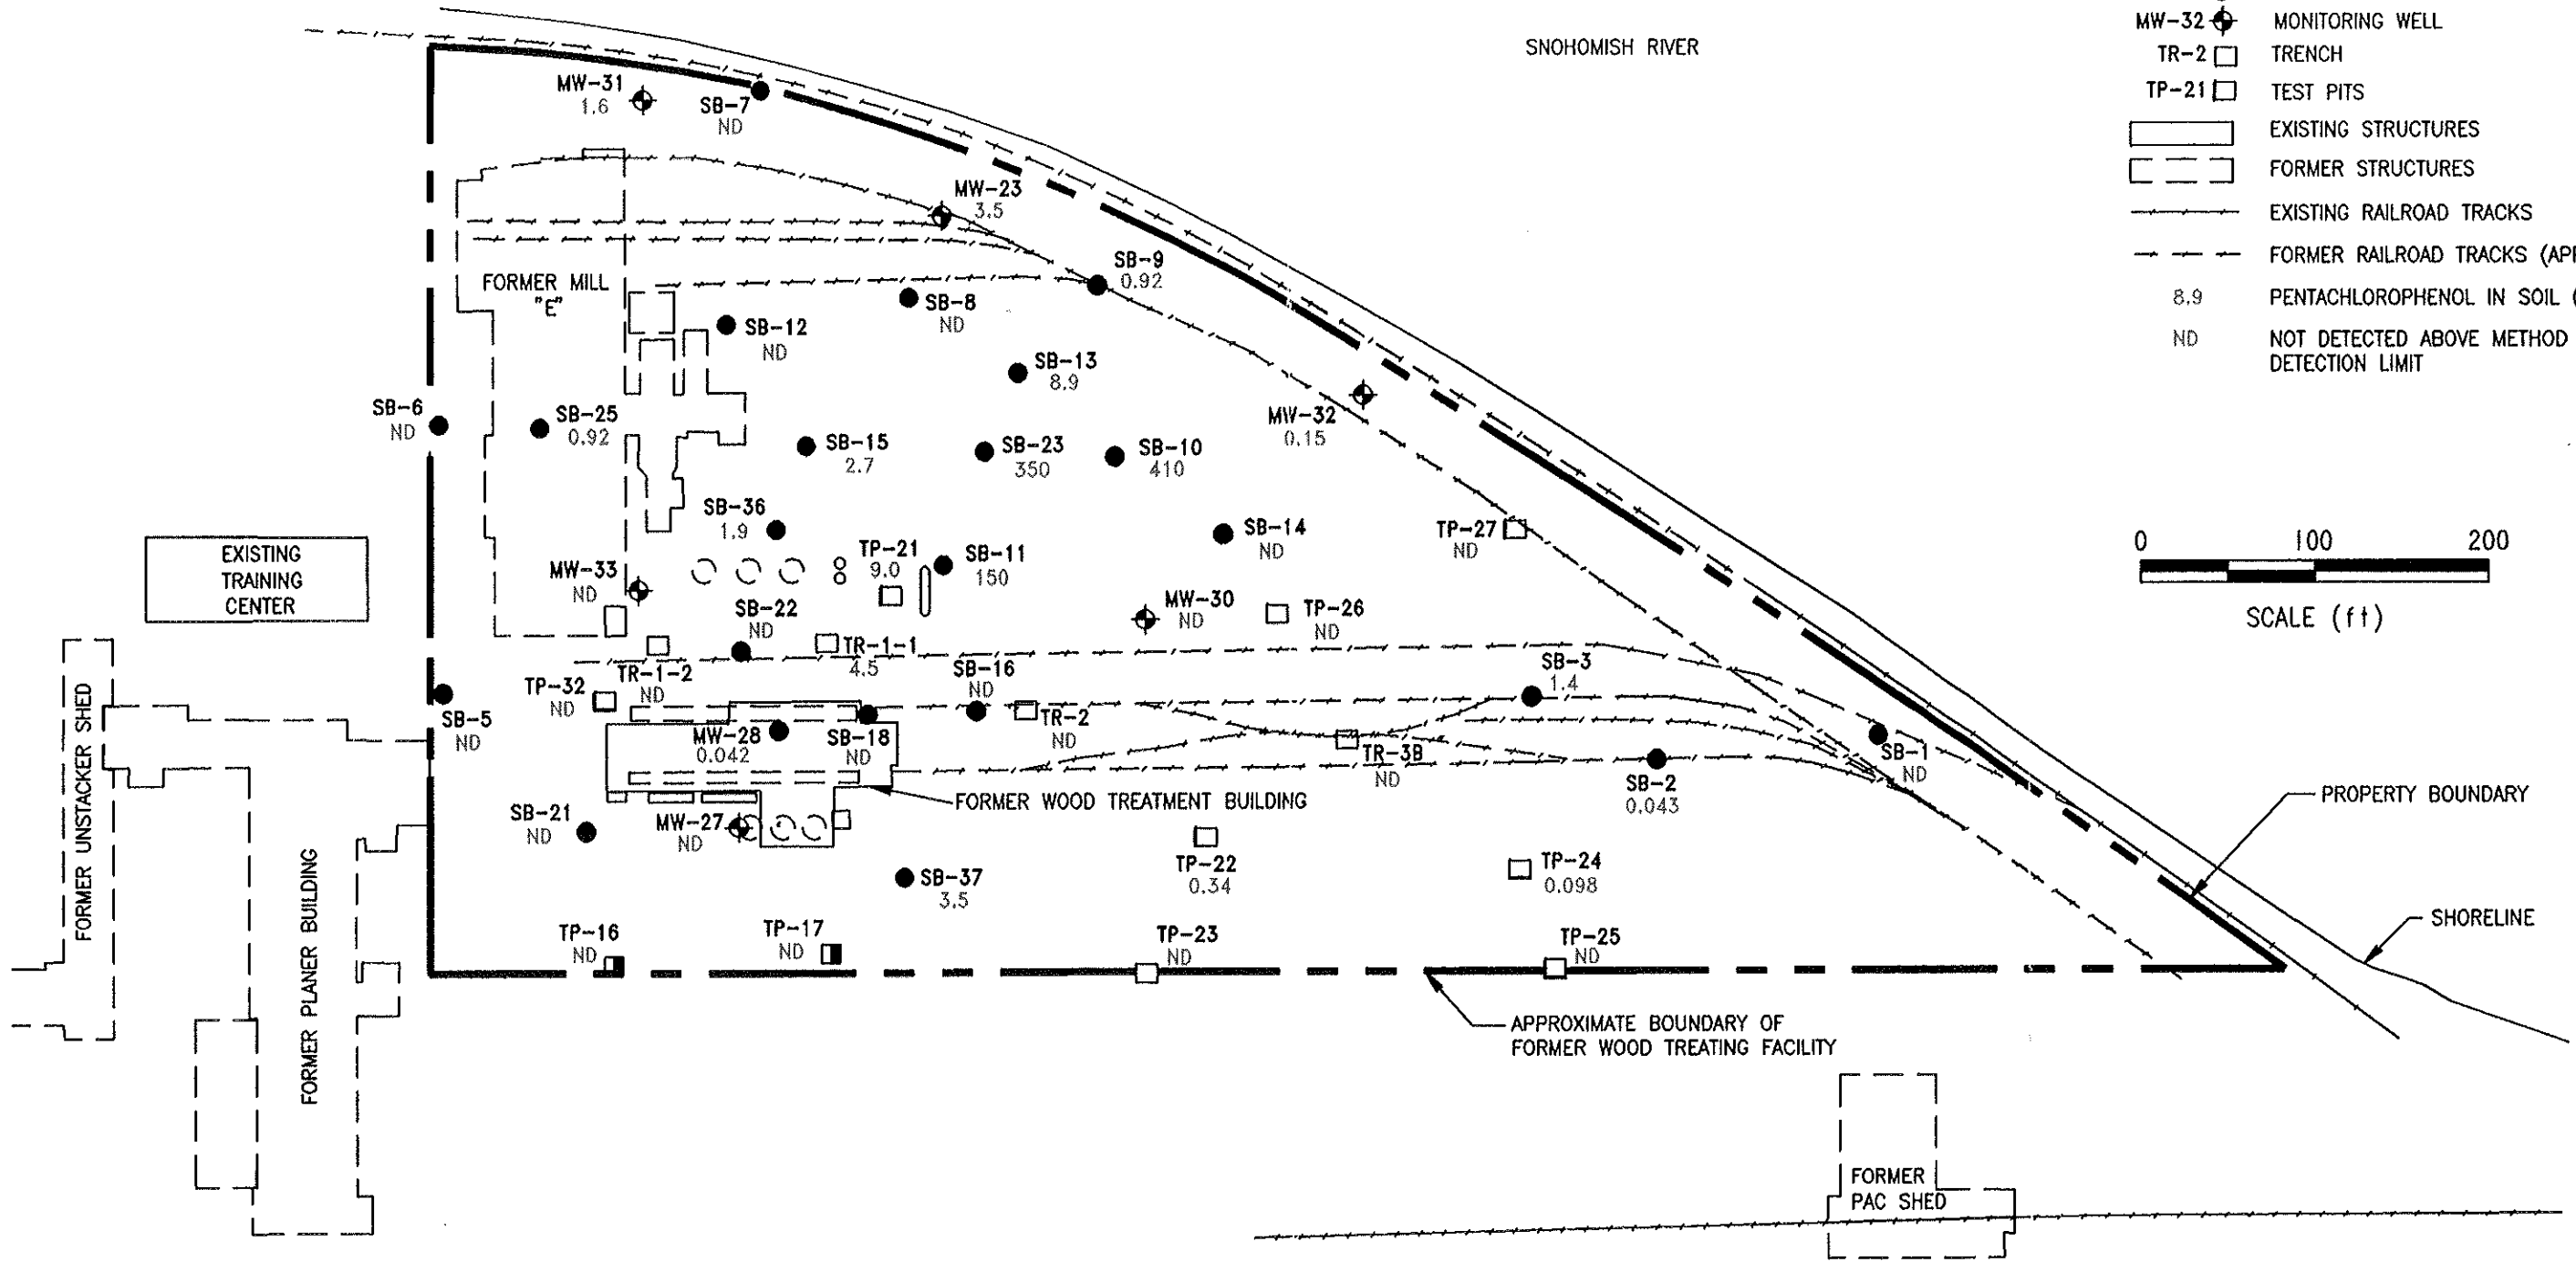 SNOHOMISH RIVER
MW-32 MONITORING WELL
TR-2 TRENCH
TP-21 TEST PITS
EXISTING STRUCTURES
FORMER STRUCTURES
EXISTING RAILROAD TRACKS
FORMER RAILROAD TRACKS
8.9 PENTACHLOROPHENOL IN SOIL (
ND NOT DETECTED ABOVE METHOD
DETECTION LIMIT
0 100 200
SCALE (ft)
MW-31
1.6
SB-7
ND
MW-23
3.5
SB-9
0.92
FORMER MILL
"E"
SB-8
ND
SB-12
ND
SB-13
8.9
MW-32
0.15
SB-6
ND
SB-25
0.92
SB-15
2.7
SB-23
350
SB-10
410
SB-36
1.9
SB-14
ND
TP-27
ND
EXISTING
TRAINING
CENTER
MW-33
ND
TP-21
9.0
SB-11
150
SB-22
ND
MW-30
ND
TP-26
ND
TR-1-1
4.5
TR-1-2
ND
SB-16
ND
SB-3
1.4
TP-32
ND
SB-5
ND
MW-28
0.042
SB-18
ND
TR-2
ND
TR-3B
ND
SB-1
ND
SB-2
0.043
FORMER WOOD TREATMENT BUILDING
PROPERTY BOUNDARY
SB-21
ND
MW-27
ND
TP-22
0.34
TP-24
0.098
SB-37
3.5
SHORELINE
TP-16
ND
TP-17
ND
TP-23
ND
TP-25
ND
APPROXIMATE BOUNDARY OF
FORMER WOOD TREATING FACILITY
FORMER UNSTACKER SHED
FORMER PLANER BUILDING
FORMER
PAC SHED